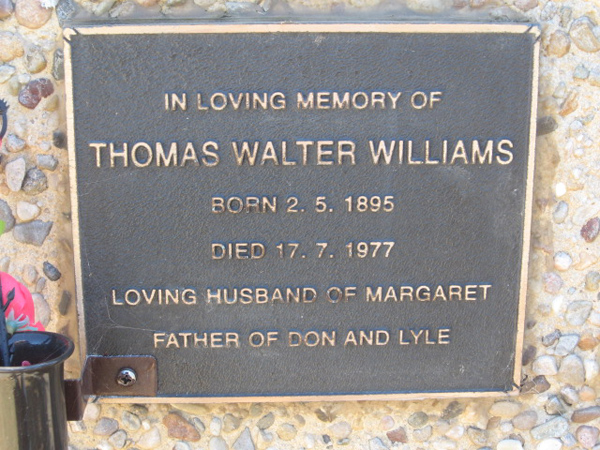 IN LOVING MEMORY OF
THOMAS WALTER WILLIAMS
BORN 2. 5. 1895
DIED 17. 7. 1977
LOVING HUSBAND OF MARGARET
FATHER OF DON AND LYLE